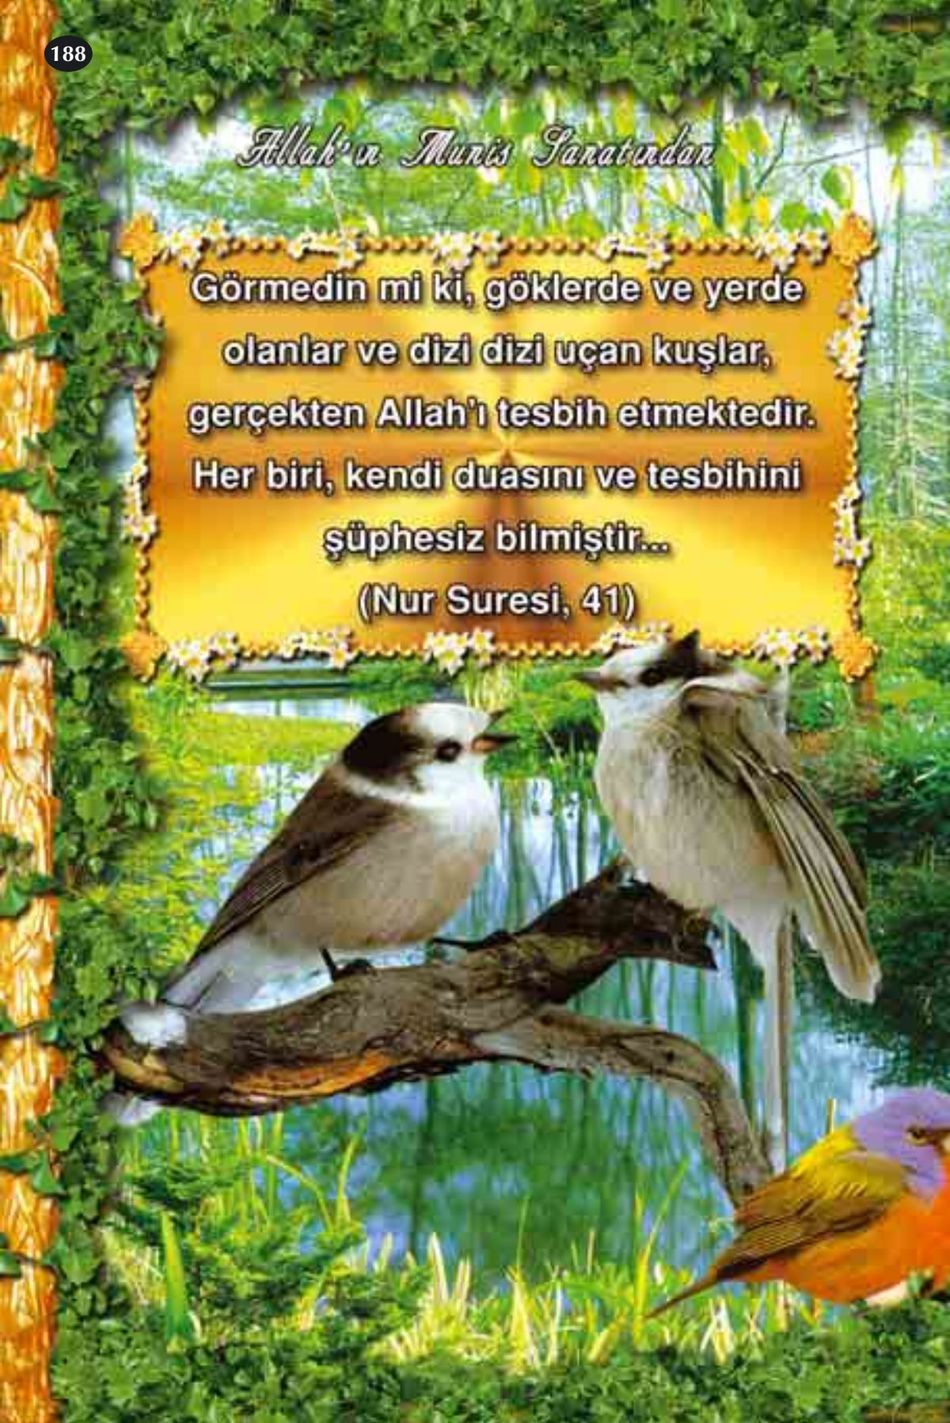 188
Allah'ın Munis Sanatından
Görmedin mi ki, göklerde ve yerde
olanlar ve dizi dizi uçan kuşlar,
gerçekten Allah'ı tesbih etmektedir.
Her biri, kendi duasını ve tesbihini
şüphesiz bilmiştir...
(Nur Suresi, 41)